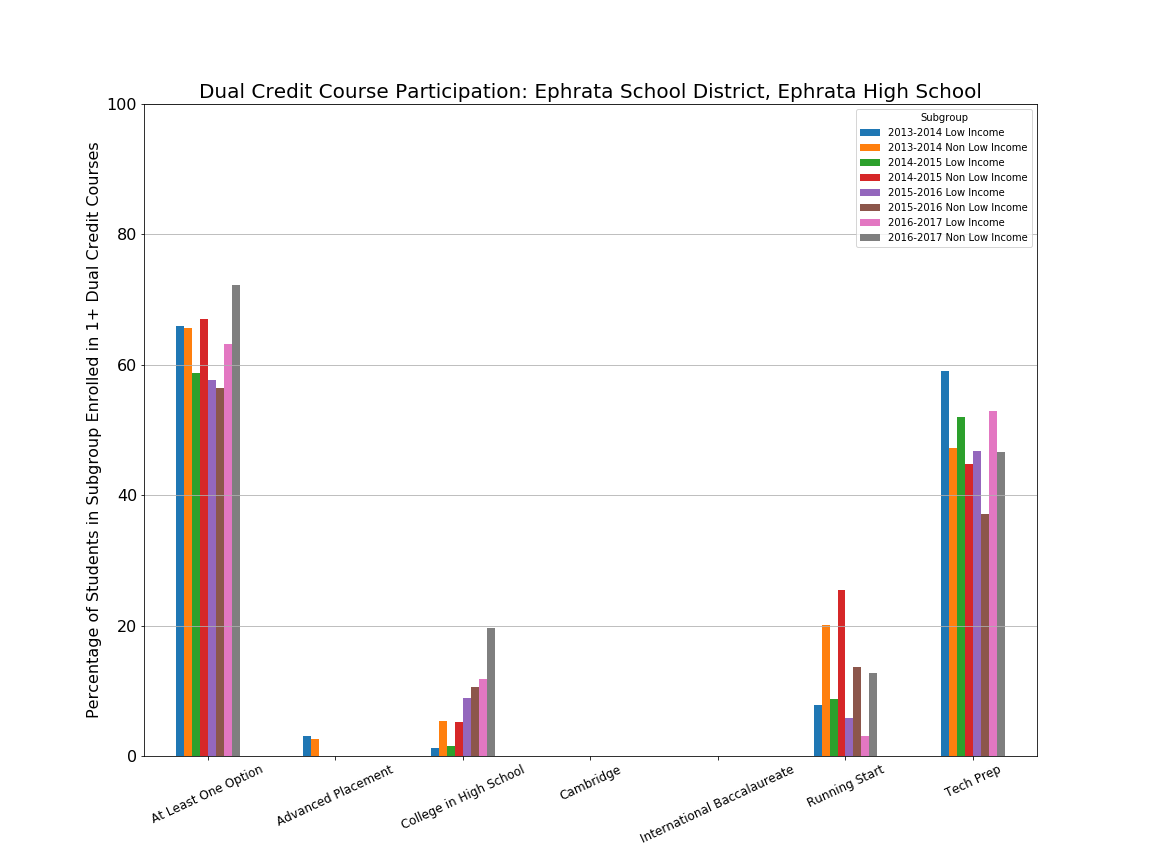 Dual Credit Course Participation: Ephrata School District, Ephrata High School
Percentage of Students in Subgroup Enrolled in 1+ Dual Credit Courses
100
80
60
40
20
0
Subgroup
2013-2014 Low Income
2013-2014 Non Low Income
2014-2015 Low Income
2014-2015 Non Low Income
2015-2016 Low Income
2015-2016 Non Low Income
2016-2017 Low Income
2016-2017 Non Low Income
At Least One Option
Advanced Placement
College in High School
Cambridge
International Baccalaureate
Running Start
Tech Prep